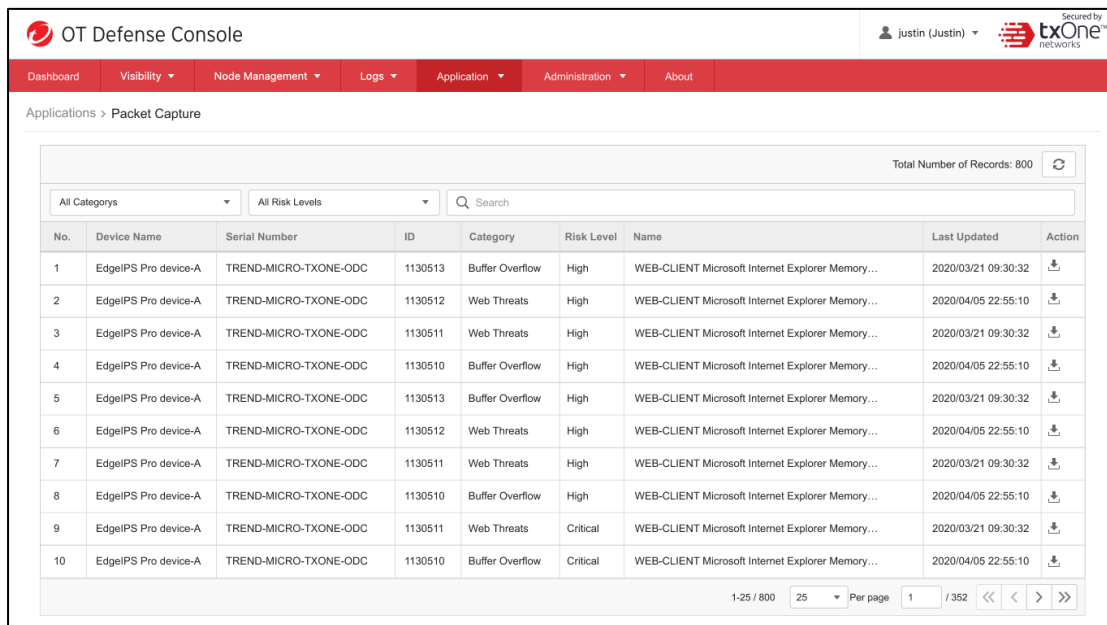 OT Defense Console
justin (Justin)
Secured by
txOne™
networks
Dashboard Visibility Node Management Logs Application Administration About
Applications > Packet Capture
Total Number of Records: 800
All Categorys All Risk Levels Search
No. Device Name Serial Number ID Category Risk Level Name Last Updated Action
1 EdgeIPS Pro device-A TREND-MICRO-TXONE-ODC 1130513 Buffer Overflow High WEB-CLIENT Microsoft Internet Explorer Memory… 2020/03/21 09:30:32
2 EdgeIPS Pro device-A TREND-MICRO-TXONE-ODC 1130512 Web Threats High WEB-CLIENT Microsoft Internet Explorer Memory… 2020/04/05 22:55:10
3 EdgeIPS Pro device-A TREND-MICRO-TXONE-ODC 1130511 Web Threats High WEB-CLIENT Microsoft Internet Explorer Memory… 2020/03/21 09:30:32
4 EdgeIPS Pro device-A TREND-MICRO-TXONE-ODC 1130510 Buffer Overflow High WEB-CLIENT Microsoft Internet Explorer Memory… 2020/04/05 22:55:10
5 EdgeIPS Pro device-A TREND-MICRO-TXONE-ODC 1130513 Buffer Overflow High WEB-CLIENT Microsoft Internet Explorer Memory… 2020/03/21 09:30:32
6 EdgeIPS Pro device-A TREND-MICRO-TXONE-ODC 1130512 Web Threats High WEB-CLIENT Microsoft Internet Explorer Memory… 2020/04/05 22:55:10
7 EdgeIPS Pro device-A TREND-MICRO-TXONE-ODC 1130511 Web Threats High WEB-CLIENT Microsoft Internet Explorer Memory… 2020/03/21 09:30:32
8 EdgeIPS Pro device-A TREND-MICRO-TXONE-ODC 1130510 Buffer Overflow High WEB-CLIENT Microsoft Internet Explorer Memory… 2020/04/05 22:55:10
9 EdgeIPS Pro device-A TREND-MICRO-TXONE-ODC 1130511 Web Threats Critical WEB-CLIENT Microsoft Internet Explorer Memory… 2020/03/21 09:30:32
10 EdgeIPS Pro device-A TREND-MICRO-TXONE-ODC 1130510 Buffer Overflow Critical WEB-CLIENT Microsoft Internet Explorer Memory… 2020/04/05 22:55:10
1-25 / 800 25 Per page 1 / 352